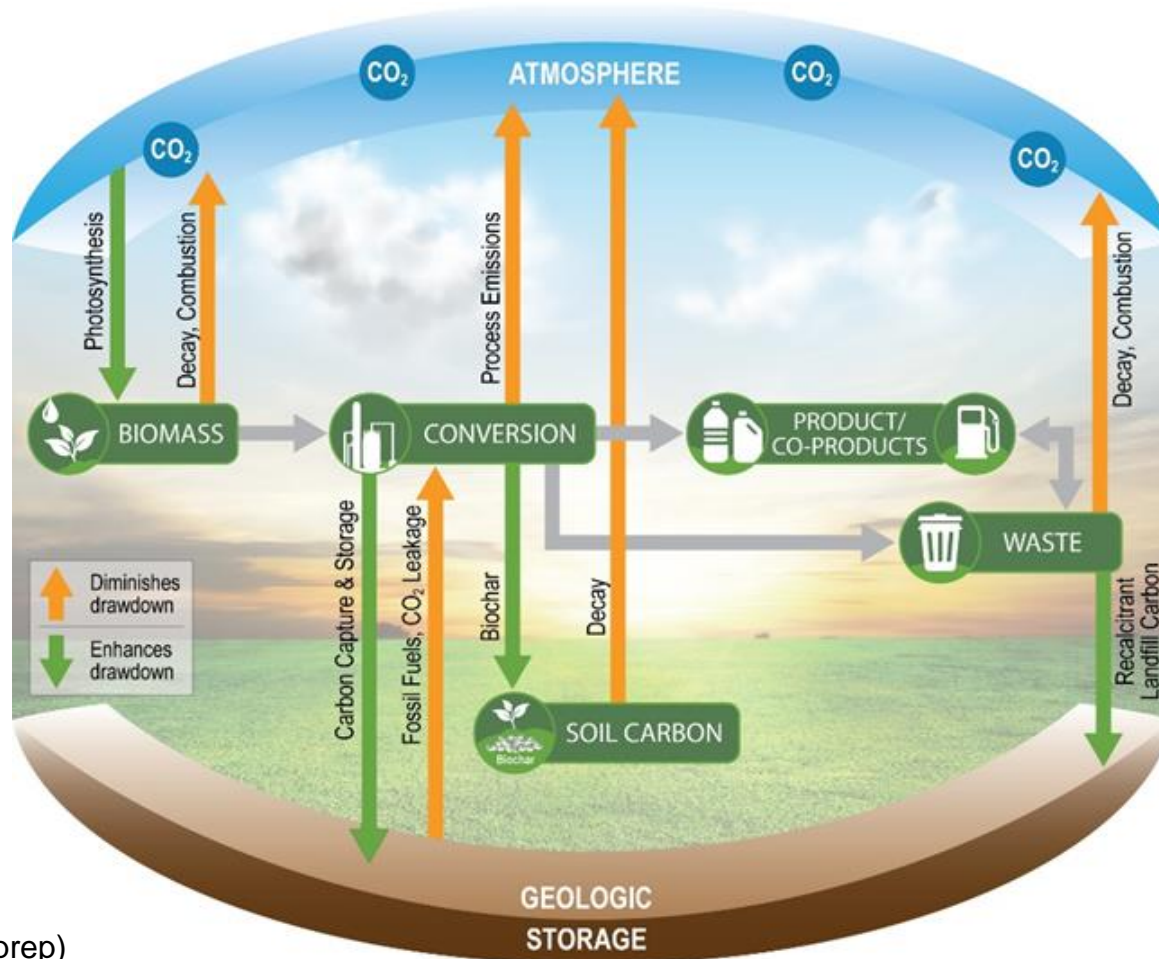 CO₂
CO₂
ATMOSPHERE
CO₂
CO₂
Photosynthesis
Decay, Combustion
Process Emissions
Decay, Combustion
BIOMASS
CONVERSION
PRODUCT/
CO-PRODUCTS
WASTE
Diminishes
drawdown
Enhances
drawdown
Carbon Capture & Storage
Fossil Fuels, CO₂ Leakage
Biochar
Decay
Recalcitrant
Landfill Carbon
SOIL CARBON
Biochar
GEOLOGIC
STORAGE
prep)